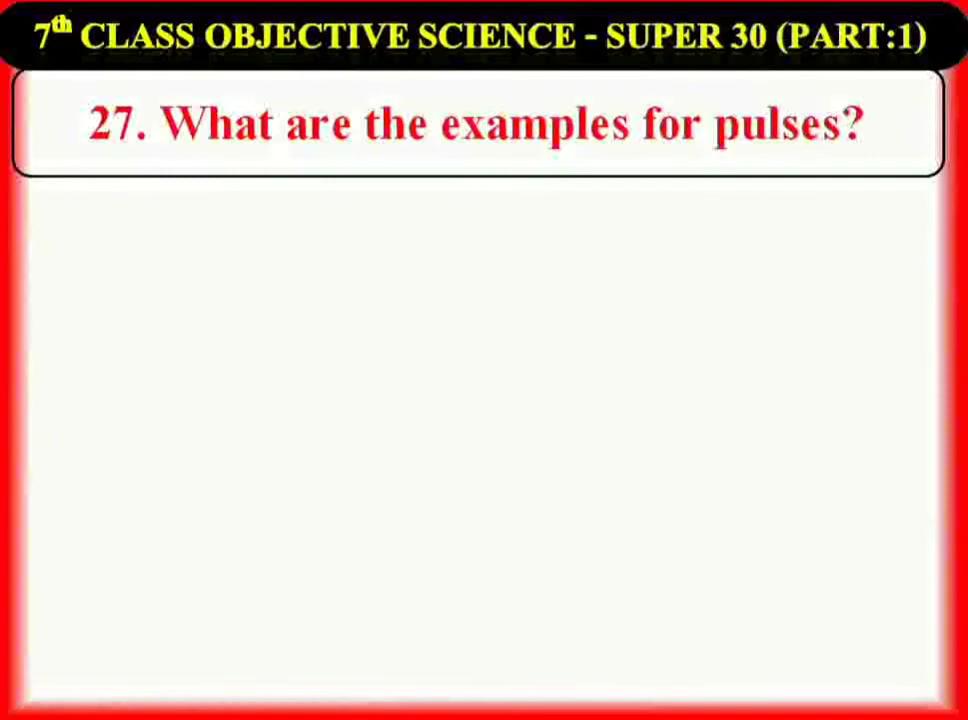 7th CLASS OBJECTIVE SCIENCE - SUPER 30 (PART:1)
27. What are the examples for pulses?